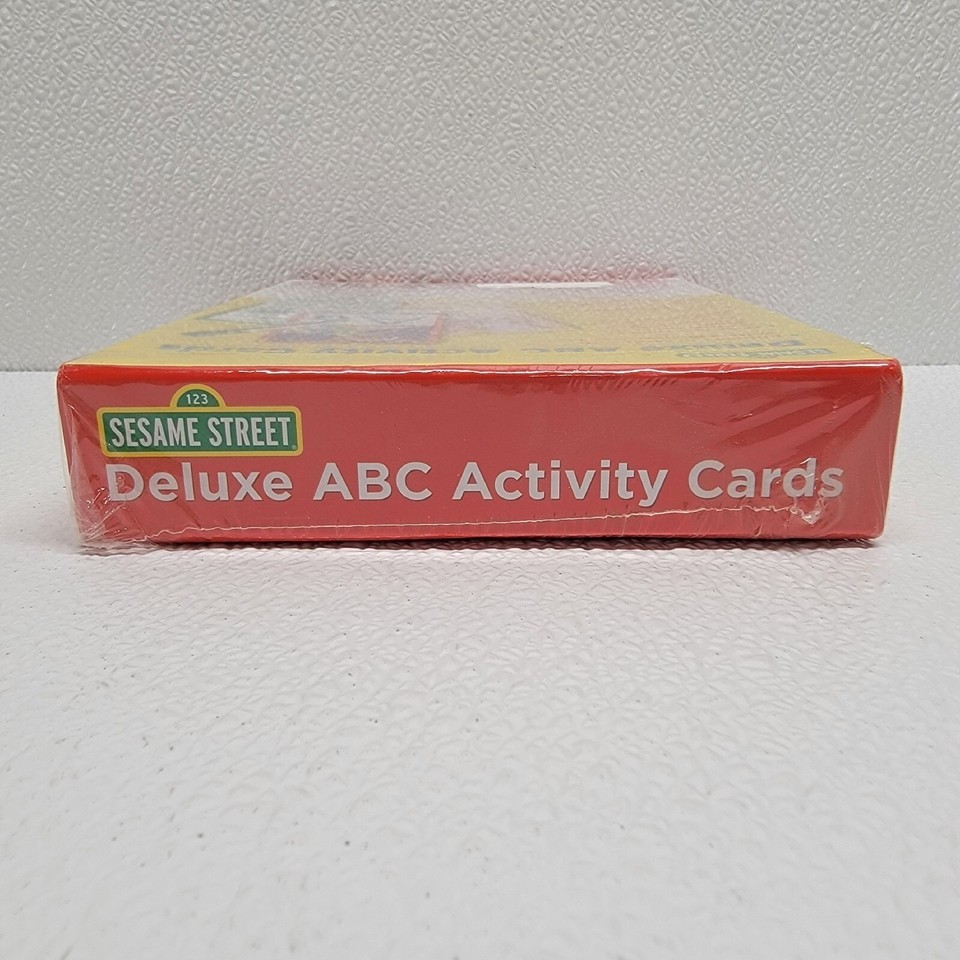 123
SESAME STREET
Deluxe ABC Activity Cards